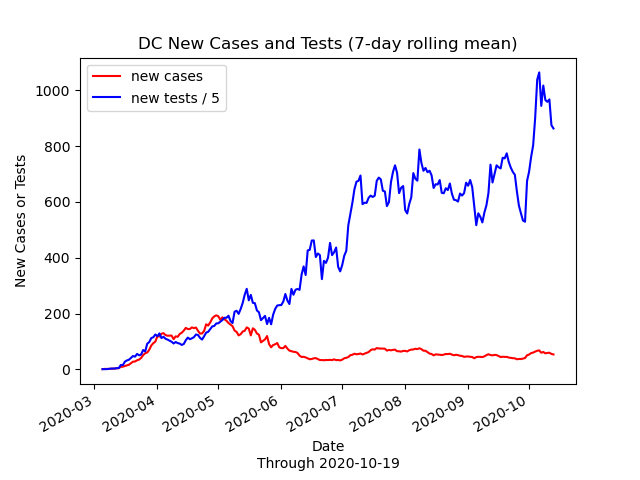 DC New Cases and Tests (7-day rolling mean)
new cases
new tests / 5
New Cases or Tests
1000
800
600
400
200
0
2020-03
2020-04
2020-05
2020-06
2020-07
2020-08
2020-09
2020-10
Date
Through 2020-10-19